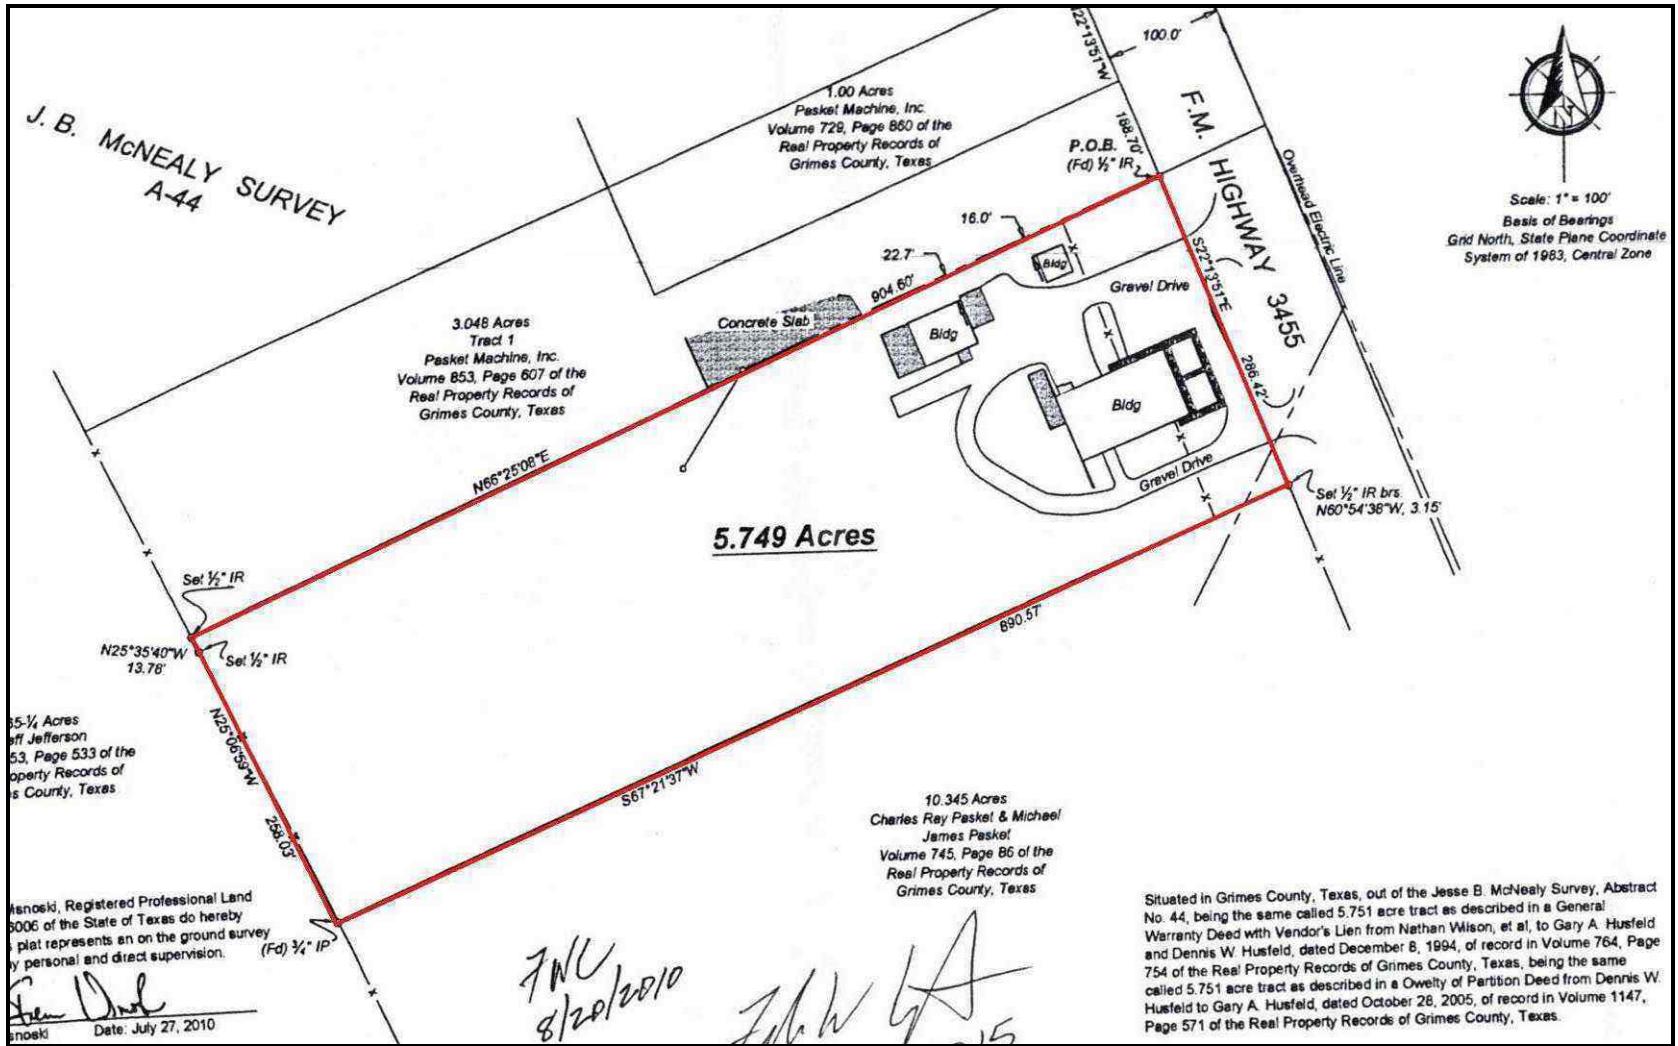 J. B. McNEALY SURVEY
A-44
1.00 Acres
Pasket Machine, Inc.
Volume 729, Page 860 of the
Real Property Records of
Grimes County, Texas
N22°13'51"W
188.70'
100.0'
P.O.B.
(Fd) ½" IR
F.M. HIGHWAY 3455
Overhead Electric Line
N
Scale: 1" = 100'
Basis of Bearings
Grid North, State Plane Coordinate
System of 1983, Central Zone
16.0'
22.7'
904.60'
Bldg
Gravel Drive
S22°13'51"E
286.42'
3.048 Acres
Tract 1
Pasket Machine, Inc.
Volume 853, Page 607 of the
Real Property Records of
Grimes County, Texas
Concrete Slab
Bldg
Bldg
Gravel Drive
N66°25'08"E
Set ½" IR brs.
N60°54'38"W, 3.15'
5.749 Acres
Set ½" IR
N25°35'40"W
13.78'
Set ½" IR
890.57'
S67°21'37"W
N25°06'59"W
258.03'
65-¼ Acres
Jefferson
53, Page 533 of the
Property Records of
County, Texas
10.345 Acres
Charles Ray Pasket & Michael
James Pasket
Volume 745, Page 86 of the
Real Property Records of
Grimes County, Texas
Registered Professional Land
6006 of the State of Texas do hereby
plat represents an on the ground survey
personal and direct supervision.
(Fd) ¾" IP
Date: July 27, 2010
FWC
8/20/2010
Situated in Grimes County, Texas, out of the Jesse B. McNealy Survey, Abstract
No. 44, being the same called 5.751 acre tract as described in a General
Warranty Deed with Vendor's Lien from Nathan Wilson, et al, to Gary A. Husfeld
and Dennis W. Husfeld, dated December 8, 1994, of record in Volume 764, Page
754 of the Real Property Records of Grimes County, Texas, being the same
called 5.751 acre tract as described in a Owelty of Partition Deed from Dennis W.
Husfeld to Gary A. Husfeld, dated October 28, 2005, of record in Volume 1147,
Page 571 of the Real Property Records of Grimes County, Texas.